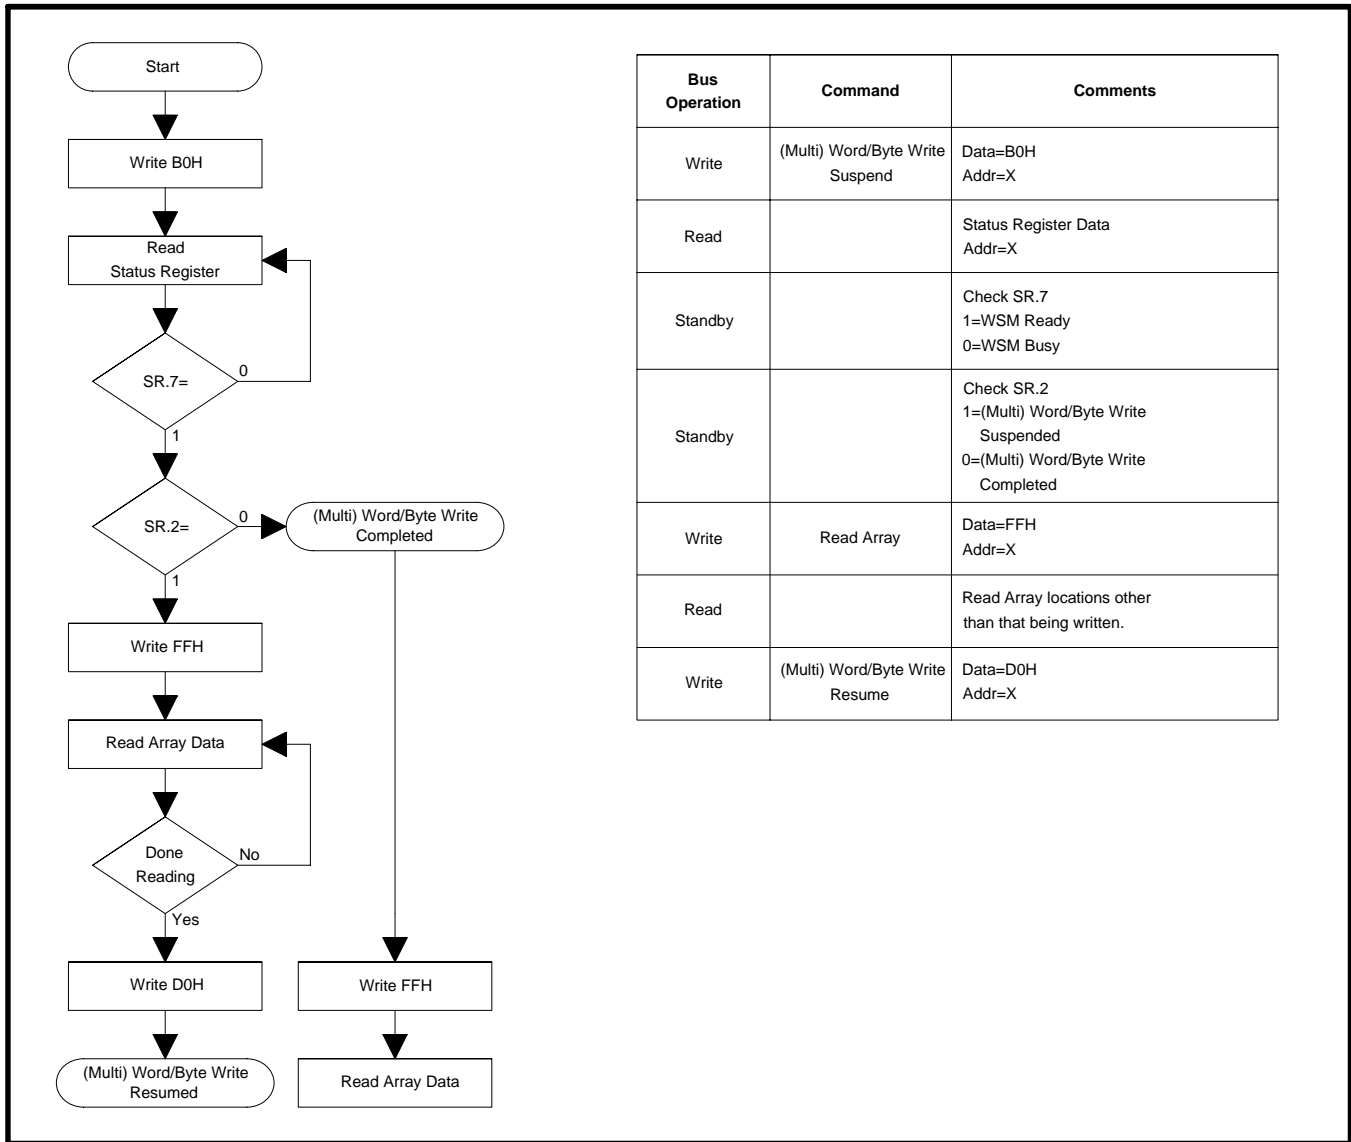 Start
Write B0H
Read
Status Register
SR.7=
0
1
SR.2=
0
(Multi) Word/Byte Write
Completed
1
Write FFH
Read Array Data
Done
Reading
No
Yes
Write D0H
Write FFH
(Multi) Word/Byte Write
Resumed
Read Array Data
Bus
Operation
Command
Comments
Write
(Multi) Word/Byte Write
Suspend
Data=B0H
Addr=X
Read
Status Register Data
Addr=X
Standby
Check SR.7
1=WSM Ready
0=WSM Busy
Standby
Check SR.2
1=(Multi) Word/Byte Write
Suspended
0=(Multi) Word/Byte Write
Completed
Write
Read Array
Data=FFH
Addr=X
Read
Read Array locations other
than that being written.
Write
(Multi) Word/Byte Write
Resume
Data=D0H
Addr=X